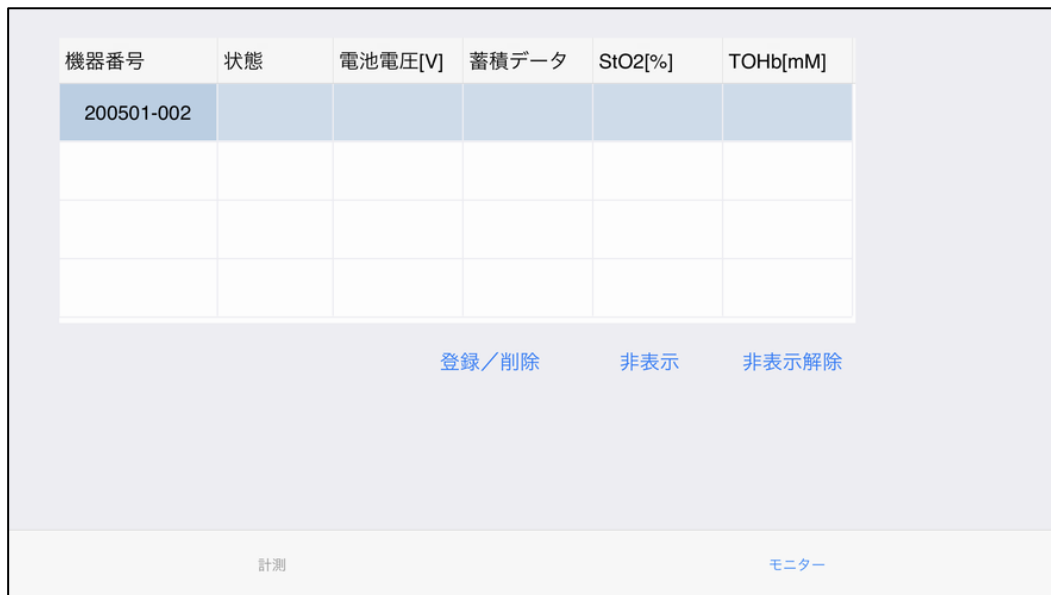 機器番号 状態 電池電圧[V] 蓄積データ StO2[%] TOHb[mM]
200501-002
登録／削除 非表示 非表示解除
計測 モニター